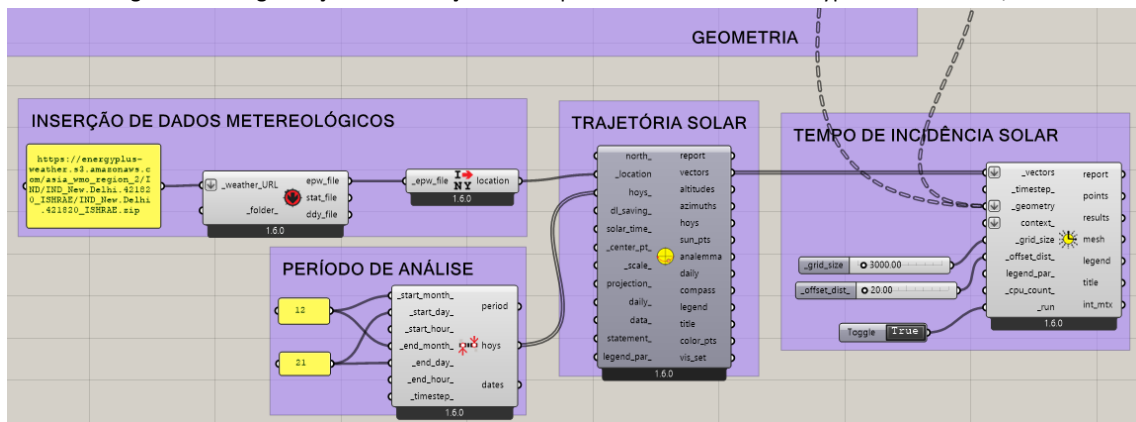 GEOMETRIA
INSERÇÃO DE DADOS METEREOLÓGICOS
https://energyplus-
weather.s3.amazonaws.c
om/asia_wmo_region_2/I
ND/IND_New.Delhi.42182
0_ISHRAE/IND_New.Delhi
.421820_ISHRAE.zip
_weather_URL
_folder_
epw_file
stat_file
ddy_file
1.6.0
_epw_file
I
NY
location
1.6.0
PERÍODO DE ANÁLISE
12
21
_start_month_
_start_day_
_start_hour_
_end_month_
_end_day_
_end_hour_
_timestep_
period
hoys
dates
1.6.0
TRAJETÓRIA SOLAR
north_
_location
hoys_
dl_saving_
solar_time_
_center_pt_
_scale_
projection_
daily_
data_
statement_
legend_par_
report
vectors
altitudes
azimuths
hoys
sun_pts
analemma
daily
compass
legend
title
color_pts
vis_set
1.6.0
TEMPO DE INCIDÊNCIA SOLAR
_grid_size
3000.00
_offset_dist_
20.00
Toggle
True
_vectors
_timestep_
_geometry
context_
_grid_size
_offset_dist_
legend_par_
_cpu_count_
_run
report
points
results
mesh
legend
title
int_mtx
1.6.0